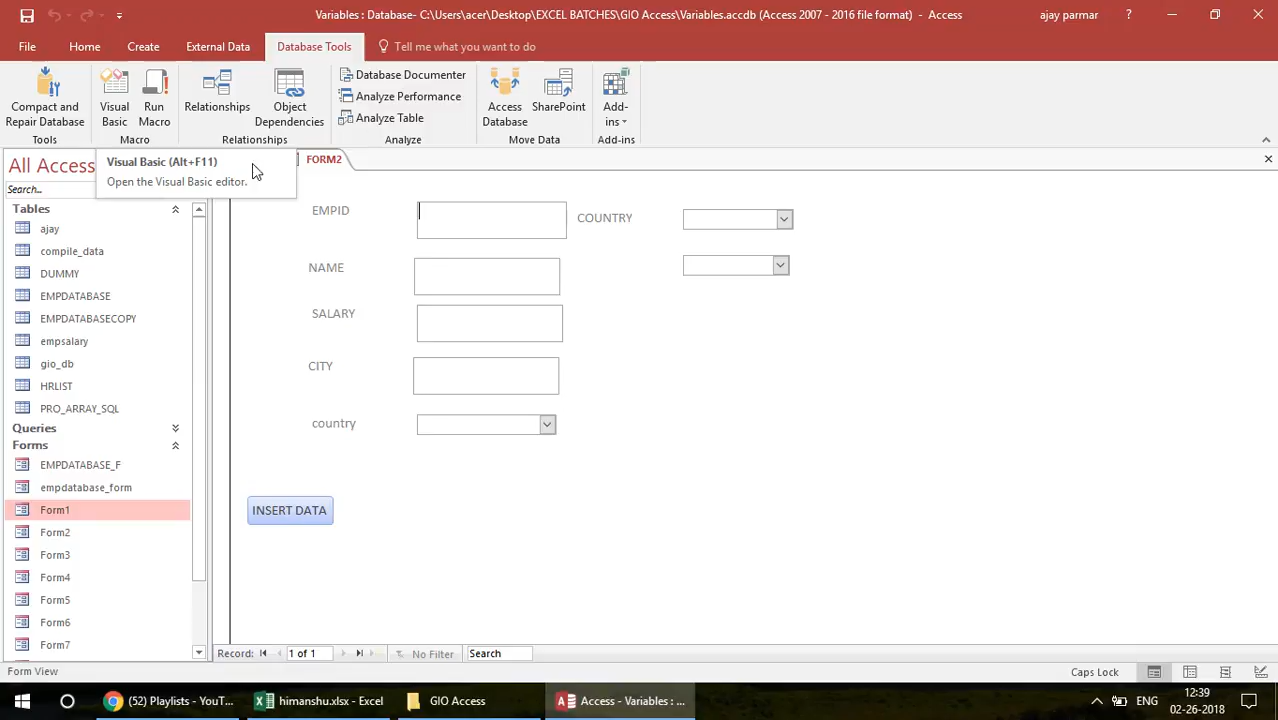 Variables : Database- C:\Users\acer\Desktop\EXCEL BATCHES\GIO Access\Variables.accdb (Access 2007 - 2016 file format) - Access
ajay parmar
?
File Home Create External Data Database Tools Tell me what you want to do
Compact and Repair Database
Visual Basic
Run Macro
Relationships
Object Dependencies
Database Documenter
Analyze Performance
Analyze Table
Access Database
SharePoint
Add-ins
Tools Macro Relationships Analyze Move Data Add-ins
All Access
Search...
Visual Basic (Alt+F11)
Open the Visual Basic editor.
FORM2
Tables
ajay
compile_data
DUMMY
EMPDATABASE
EMPDATABASECOPY
empsalary
gio_db
HRLIST
PRO_ARRAY_SQL
Queries
Forms
EMPDATABASE_F
empdatabase_form
Form1
Form2
Form3
Form4
Form5
Form6
Form7
EMPID
COUNTRY
NAME
SALARY
CITY
country
INSERT DATA
Record: 1 of 1 No Filter Search
Form View
Caps Lock
(52) Playlists - YouT...
himanshu.xlsx - Excel
GIO Access
Access - Variables : ...
ENG
12:39
02-26-2018